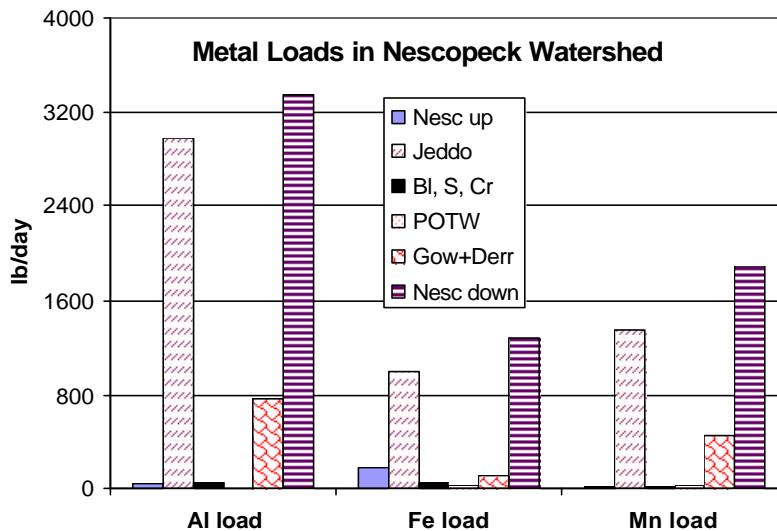 Metal Loads in Nescopeck Watershed
4000
3200
2400
1600
800
0
lb/day
Nesc up
Jeddo
Bl, S, Cr
POTW
Gow+Derr
Nesc down
Al load Fe load Mn load